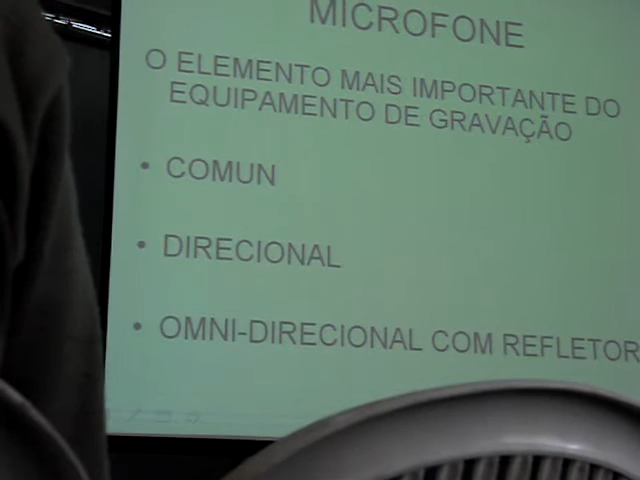 MICROFONE
O ELEMENTO MAIS IMPORTANTE DO
EQUIPAMENTO DE GRAVAÇÃO
• COMUN
• DIRECIONAL
• OMNI-DIRECIONAL COM REFLETOR